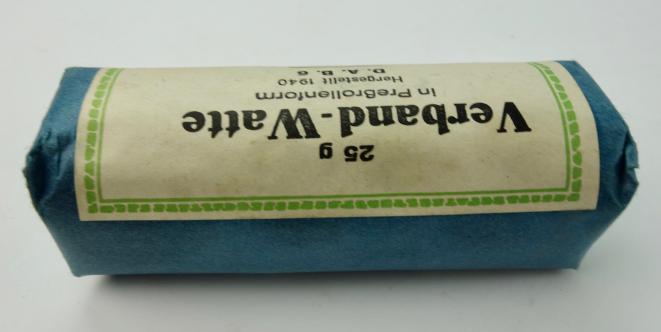 25 g
Verband-Watte
in Preßrollenform
Hergestellt 1940
D. A. B. 6